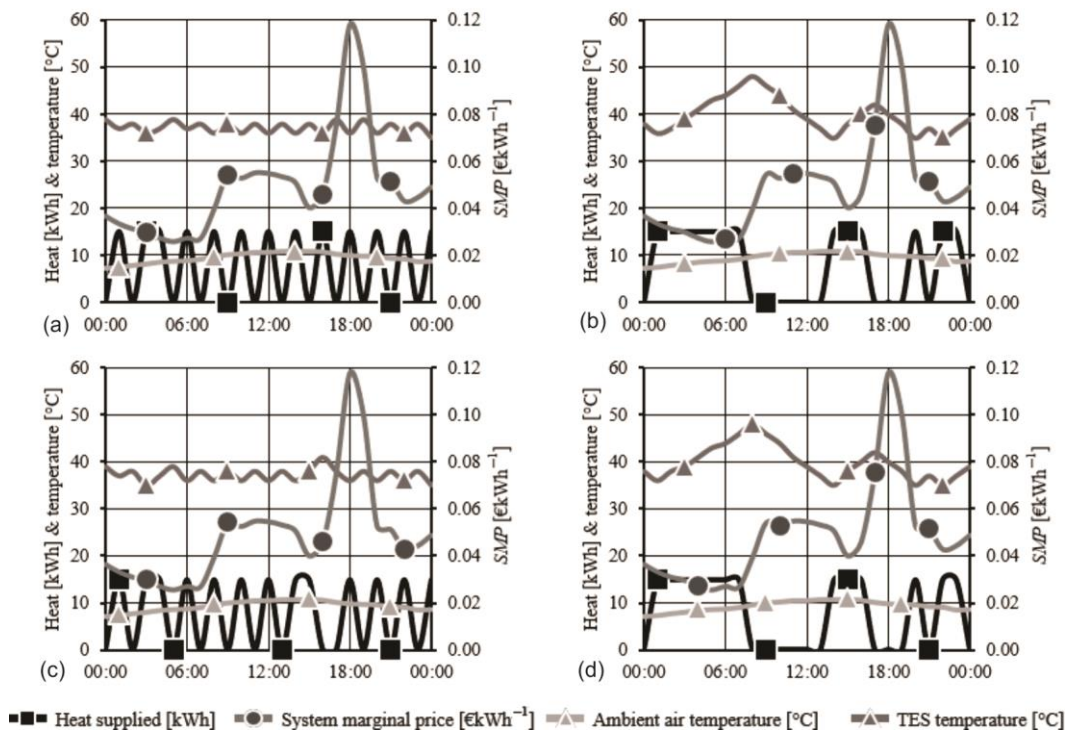 60 0.12 60 0.12
50 0.10 50 0.10
40 0.08 40 0.08
30 0.06 30 0.06
20 0.04 20 0.04
10 0.02 10 0.02
0 0.00 0 0.00
Heat [kWh] & temperature [°C]
SMP [€kWh⁻¹]
Heat [kWh] & temperature [°C]
SMP [€kWh⁻¹]
(a) 00:00 06:00 12:00 18:00 00:00 (b) 00:00 06:00 12:00 18:00 00:00
60 0.12 60 0.12
50 0.10 50 0.10
40 0.08 40 0.08
30 0.06 30 0.06
20 0.04 20 0.04
10 0.02 10 0.02
0 0.00 0 0.00
Heat [kWh] & temperature [°C]
SMP [€kWh⁻¹]
Heat [kWh] & temperature [°C]
SMP [€kWh⁻¹]
(c) 00:00 06:00 12:00 18:00 00:00 (d) 00:00 06:00 12:00 18:00 00:00
Heat supplied [kWh] System marginal price [€kWh⁻¹] Ambient air temperature [°C] TES temperature [°C]